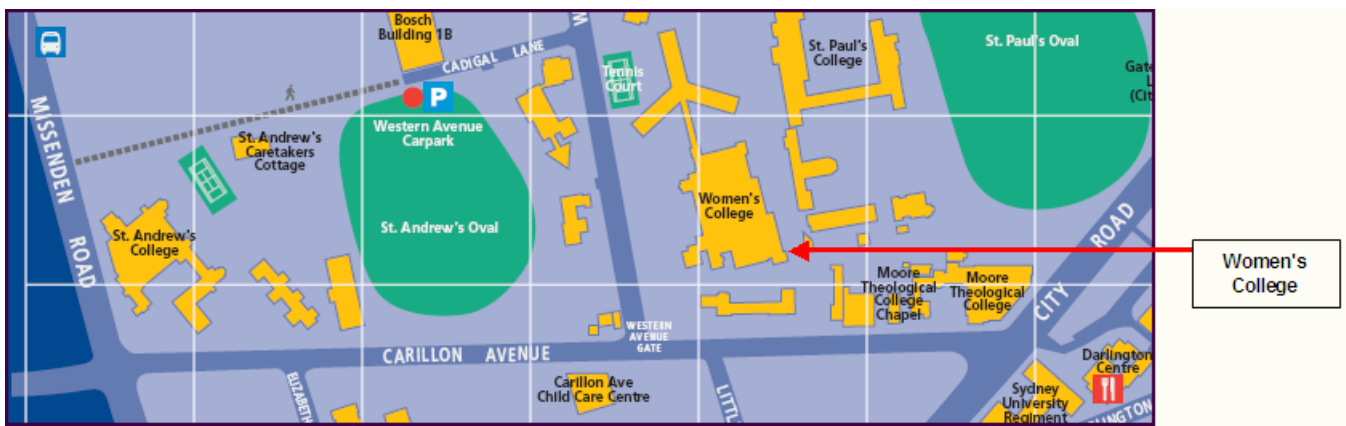 Bosch
Building 1B
CADIGAL LANE
P
Western Avenue
Carpark
Tennis
Court
St. Paul's
College
St. Paul's Oval
MISSENDEN
ROAD
St. Andrew's
Caretakers
Cottage
St. Andrew's
College
St. Andrew's Oval
Women's
College
Women's
College
Moore
Theological
College
Chapel
Moore
Theological
College
CITY ROAD
WESTERN
AVENUE
GATE
CARILLON AVENUE
ELIZABETH
Carillon Ave
Child Care Centre
Darlington
Centre
Sydney
University
Regiment